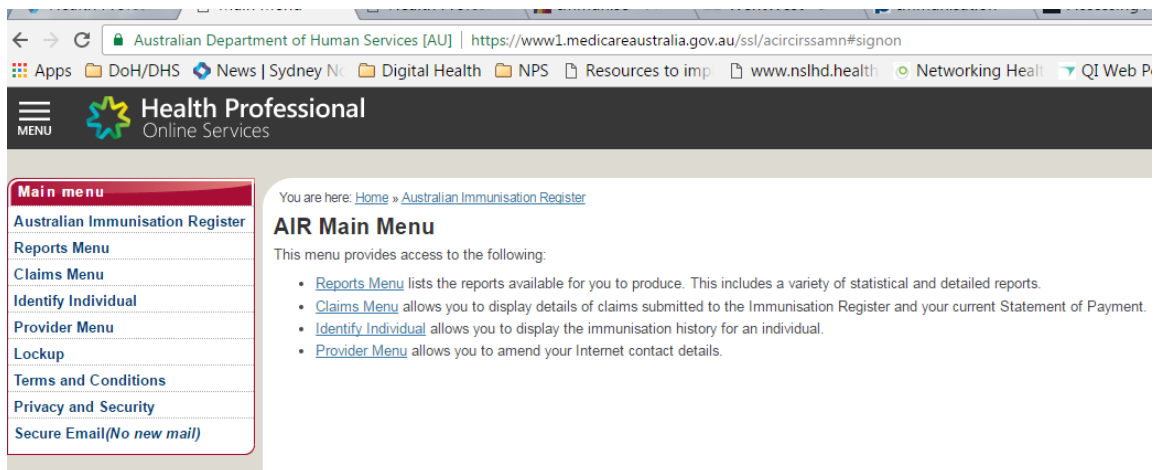 Australian Department of Human Services [AU] | https://www1.medicareaustralia.gov.au/ssl/acircirssamn#signon
Apps DoH/DHS News | Sydney No Digital Health NPS Resources to imp www.nslhd.health Networking Healt QI Web Po
MENU
Health Professional
Online Services
Main menu
Australian Immunisation Register
Reports Menu
Claims Menu
Identify Individual
Provider Menu
Lockup
Terms and Conditions
Privacy and Security
Secure Email(No new mail)
You are here: Home » Australian Immunisation Register
AIR Main Menu
This menu provides access to the following:
• Reports Menu lists the reports available for you to produce. This includes a variety of statistical and detailed reports.
• Claims Menu allows you to display details of claims submitted to the Immunisation Register and your current Statement of Payment.
• Identify Individual allows you to display the immunisation history for an individual.
• Provider Menu allows you to amend your Internet contact details.